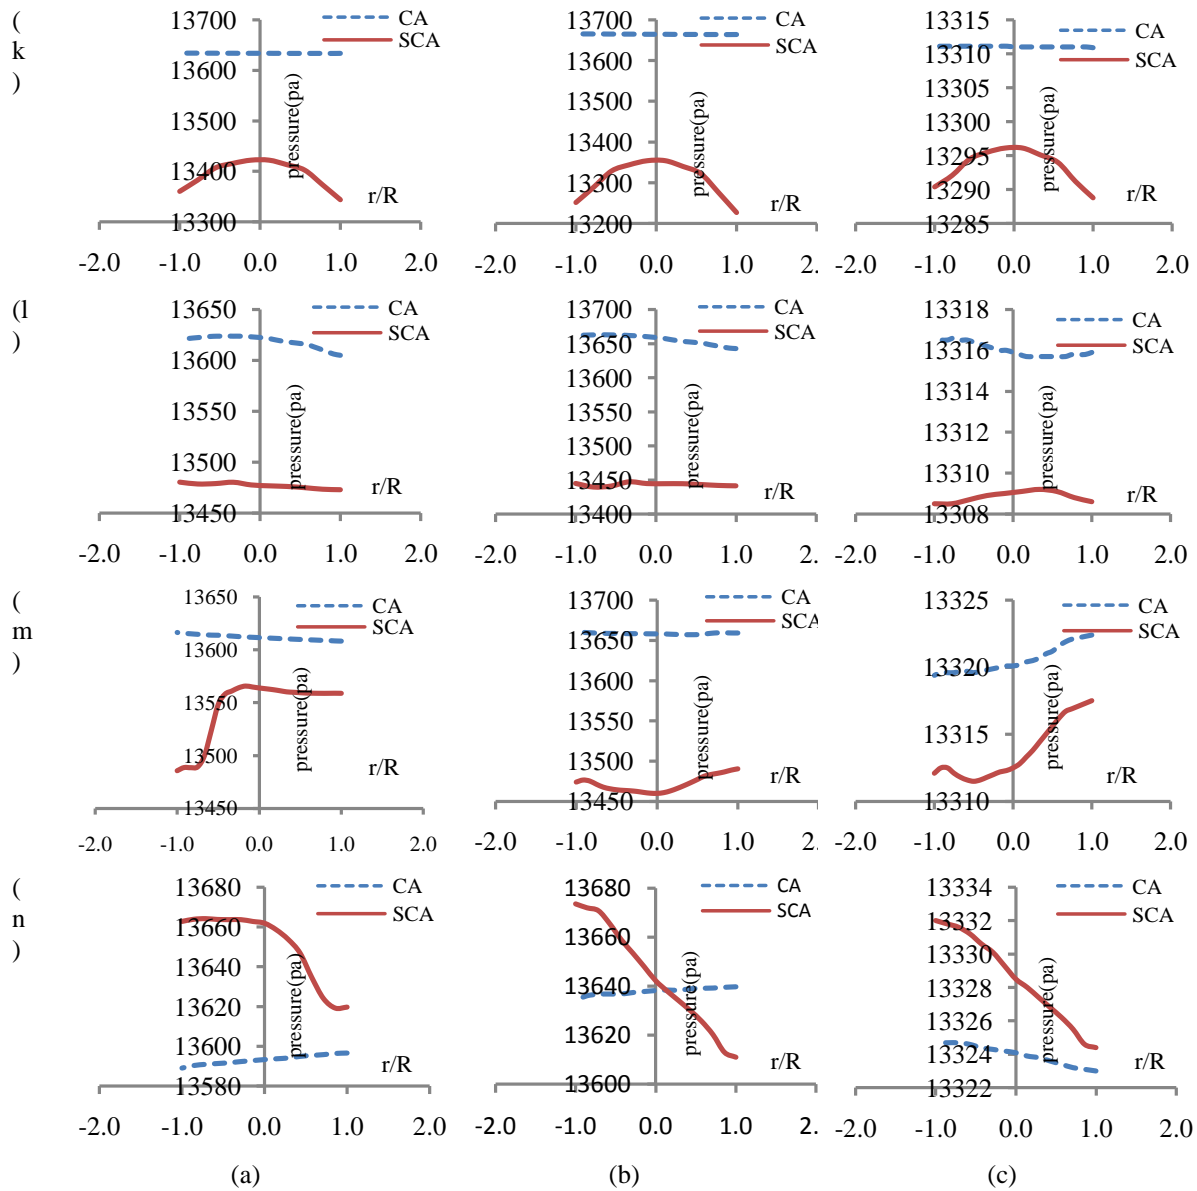 (
k
)
13700
13600
13500
13400
13300
pressure(pa)
CA
SCA
r/R
-2.0 -1.0 0.0 1.0 2.0
13700
13600
13500
13400
13300
13200
pressure(pa)
CA
SCA
r/R
-2.0 -1.0 0.0 1.0 2.
13315
13310
13305
13300
13295
13290
13285
pressure(pa)
CA
SCA
r/R
-2.0 -1.0 0.0 1.0 2.0
(l
)
13650
13600
13550
13500
13450
pressure(pa)
CA
SCA
r/R
-2.0 -1.0 0.0 1.0 2.0
13700
13650
13600
13550
13500
13450
13400
pressure(pa)
CA
SCA
r/R
-2.0 -1.0 0.0 1.0 2.
13318
13316
13314
13312
13310
13308
pressure(pa)
CA
SCA
r/R
-2.0 -1.0 0.0 1.0 2.0
(
m
)
13650
13600
13550
13500
13450
pressure(pa)
CA
SCA
r/R
-2.0 -1.0 0.0 1.0 2.0
13700
13650
13600
13550
13500
13450
pressure(pa)
CA
SCA
r/R
-2.0 -1.0 0.0 1.0 2.
13325
13320
13315
13310
pressure(pa)
CA
SCA
r/R
-2.0 -1.0 0.0 1.0 2.0
(
n
)
13680
13660
13640
13620
13600
13580
pressure(pa)
CA
SCA
r/R
-2.0 -1.0 0.0 1.0 2.0
13680
13660
13640
13620
13600
pressure(pa)
CA
SCA
r/R
-2.0 -1.0 0.0 1.0 2.
13334
13332
13330
13328
13326
13324
13322
pressure(pa)
CA
SCA
r/R
-2.0 -1.0 0.0 1.0 2.0
(a) (b) (c)